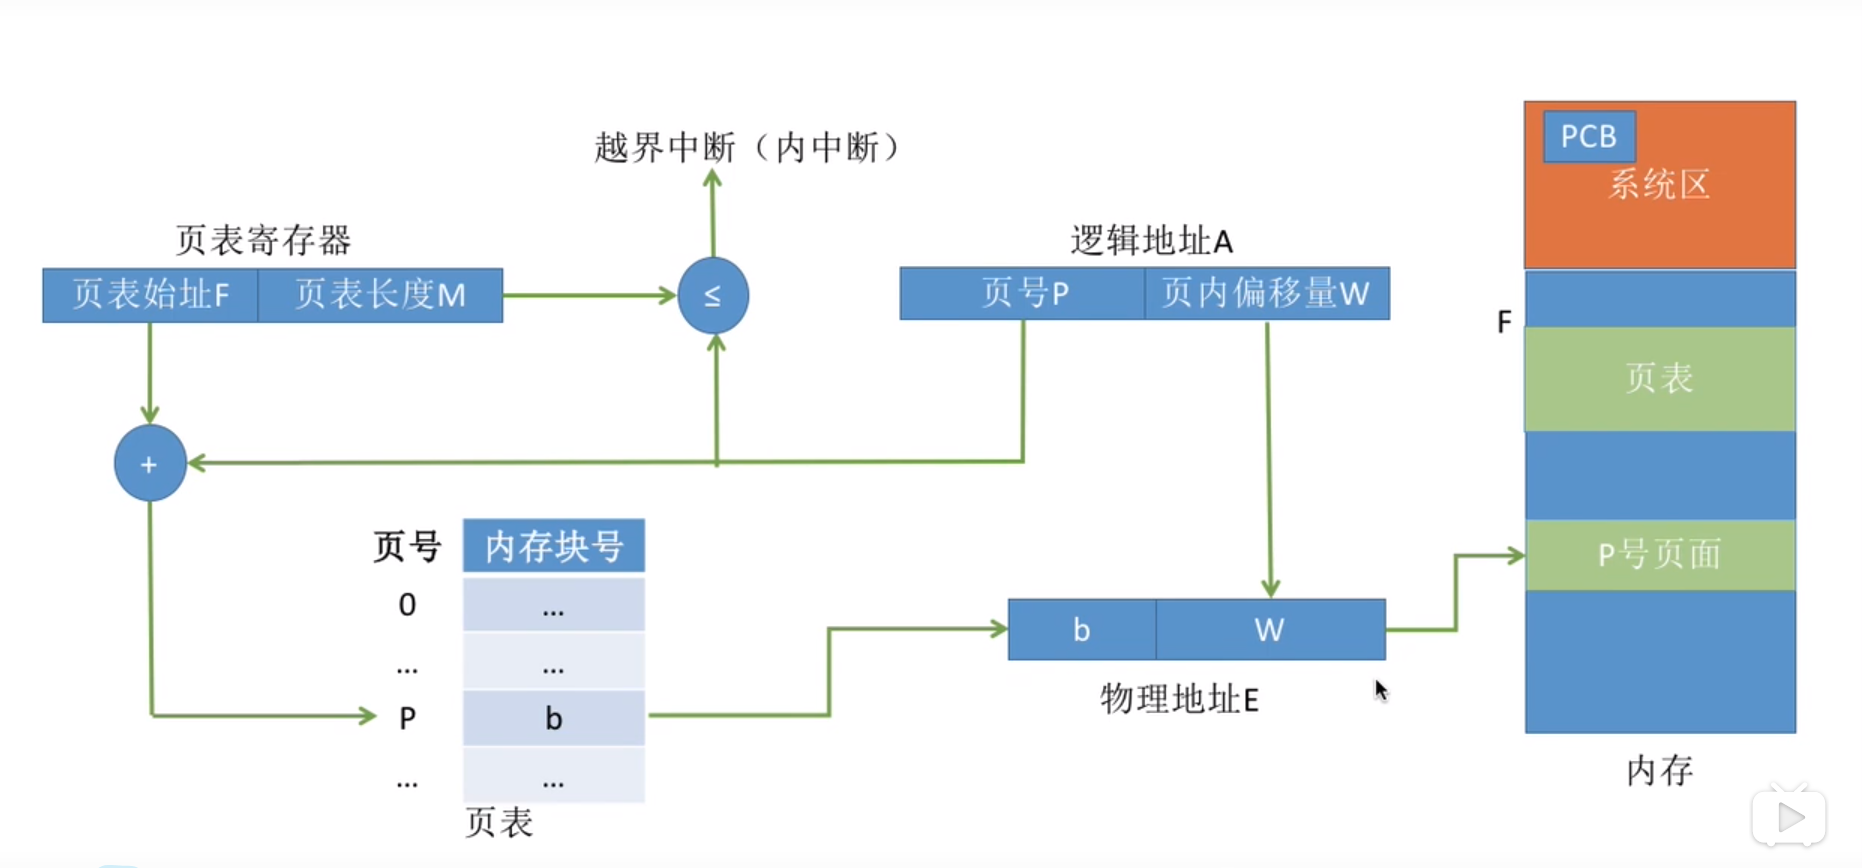 越界中断（内中断）
PCB
系统区
页表寄存器
逻辑地址A
页表始址F
页表长度M
≤
页号P
页内偏移量W
F
页表
+
页号
内存块号
P号页面
0
...
...
...
b
W
P
b
物理地址E
...
...
内存
页表